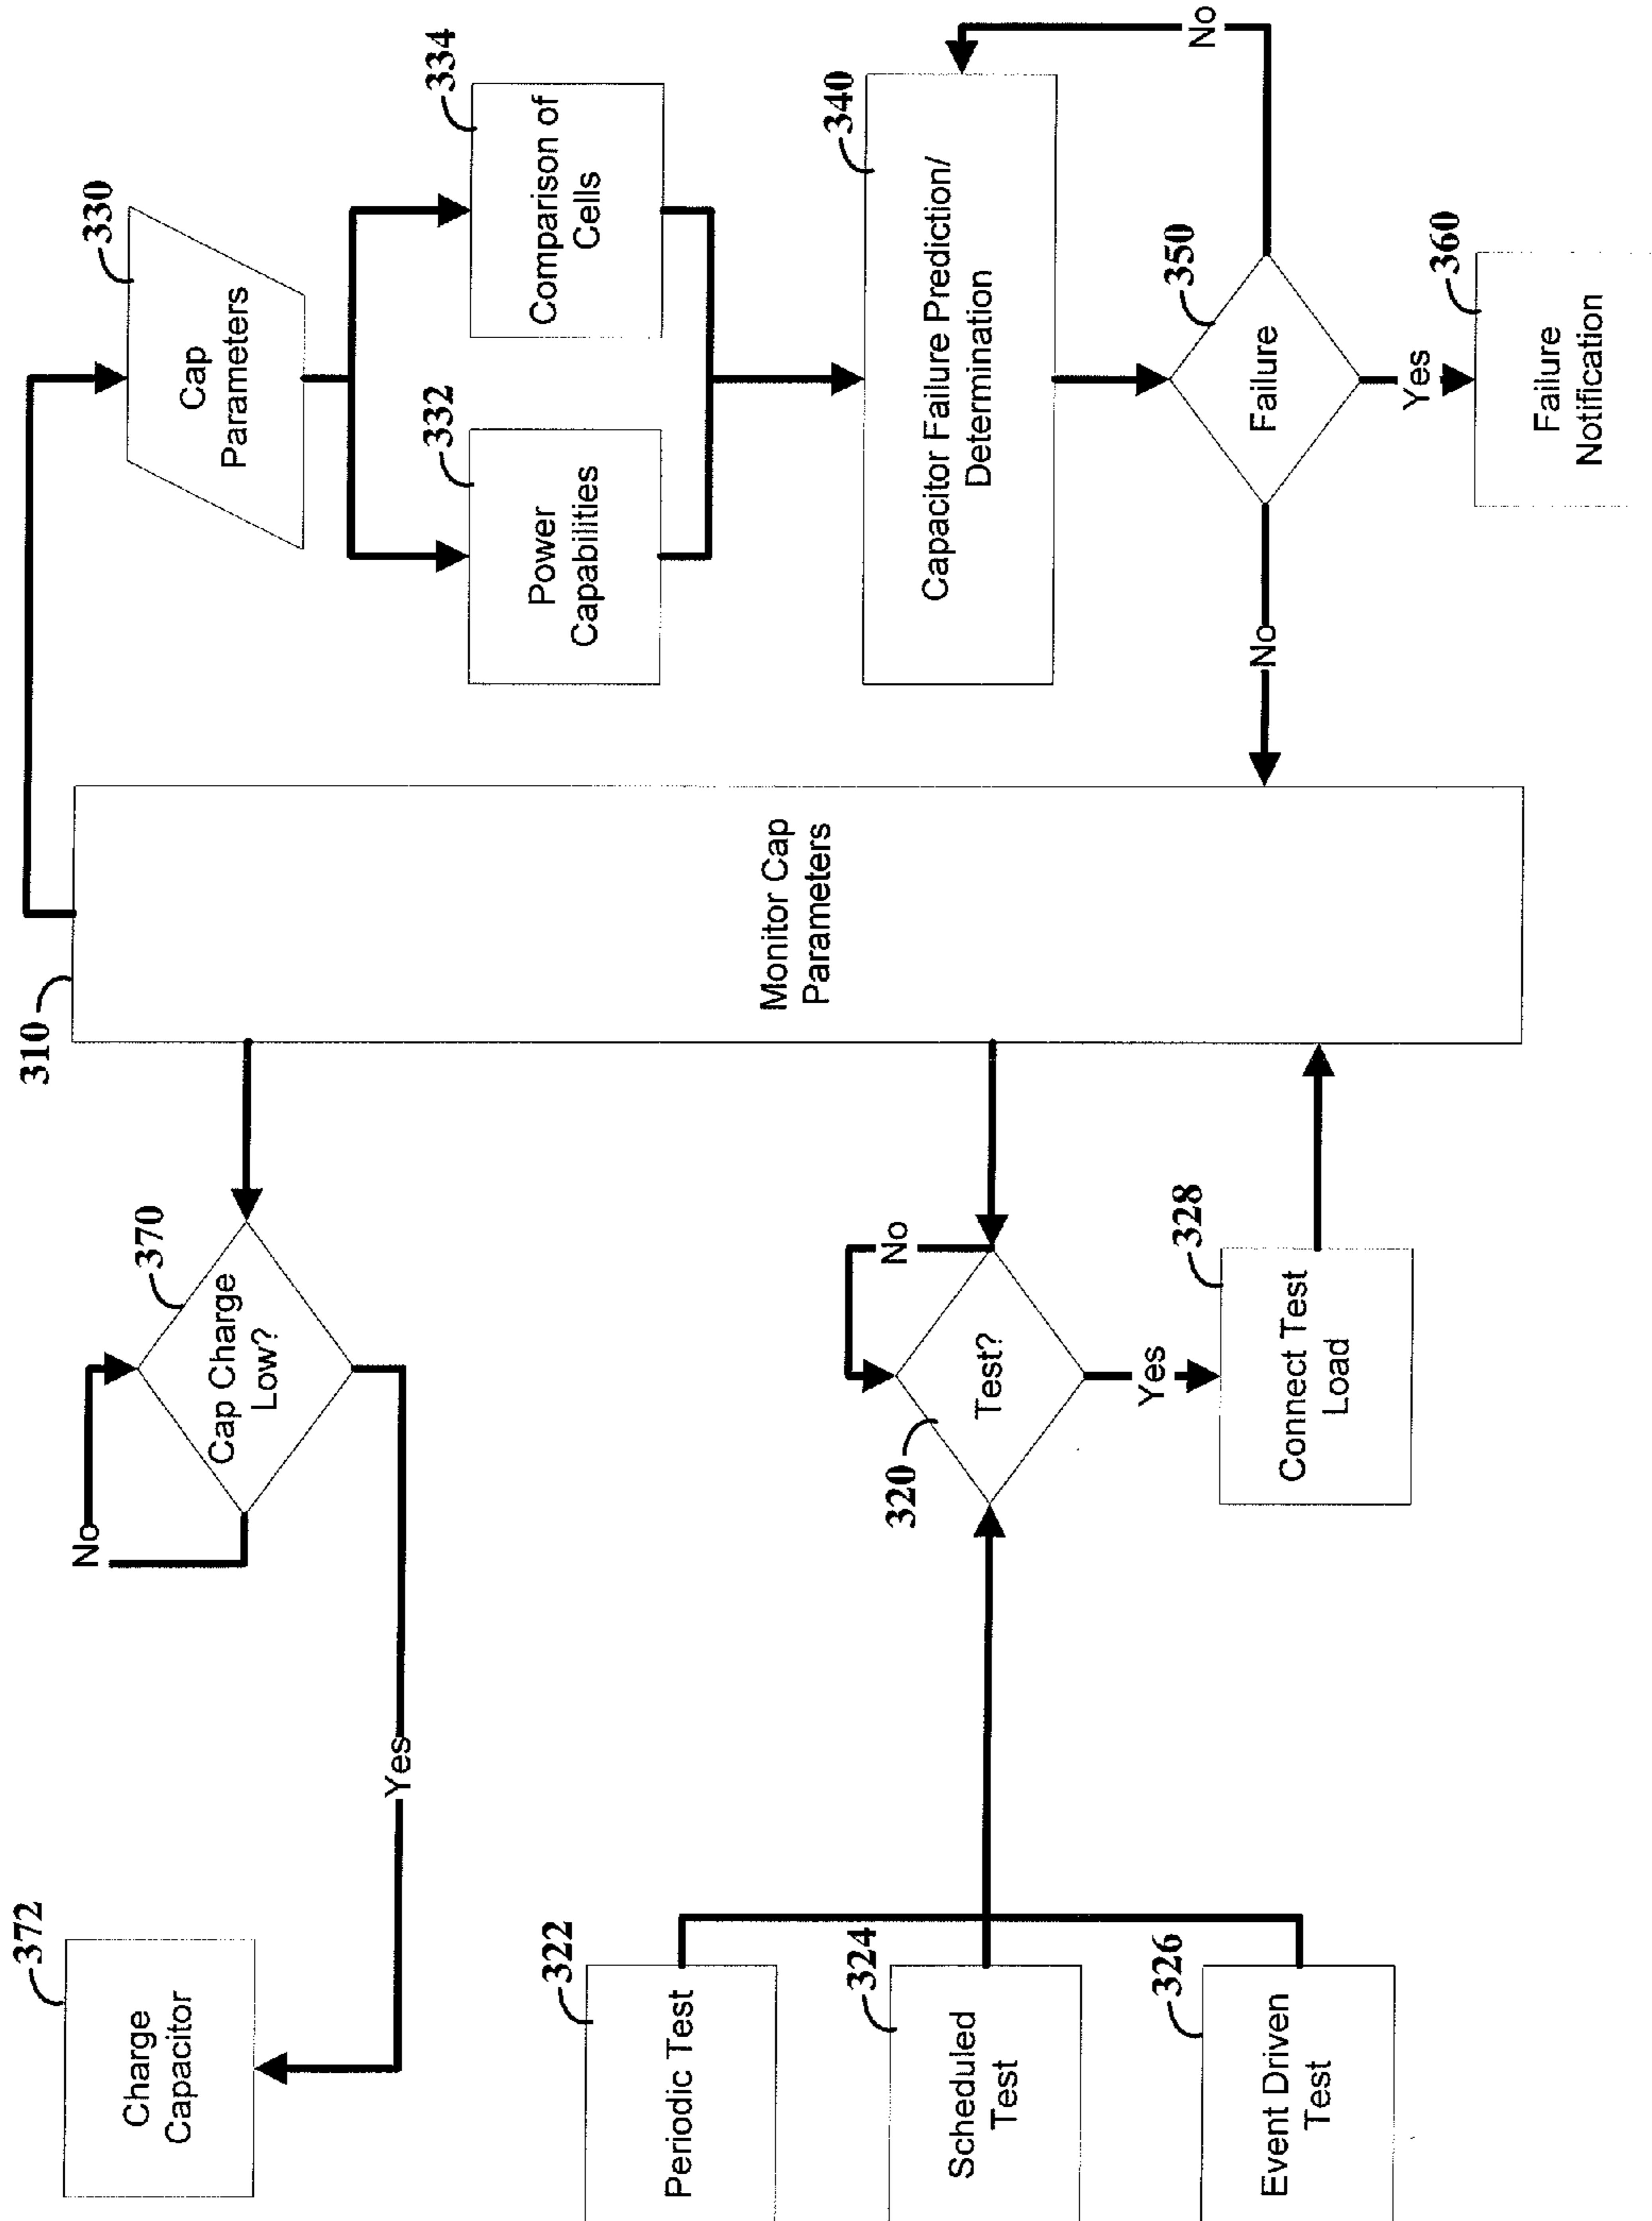 372
Charge
Capacitor
No
370
Cap Charge
Low?
Yes
310
Monitor Cap
Parameters
330
Cap
Parameters
332
Power
Capabilities
334
Comparison of
Cells
322
Periodic Test
324
Scheduled
Test
326
Event Driven
Test
320
Test?
No
Yes
328
Connect Test
Load
340
Capacitor Failure Prediction/
Determination
350
Failure
No
No
Yes
360
Failure
Notification